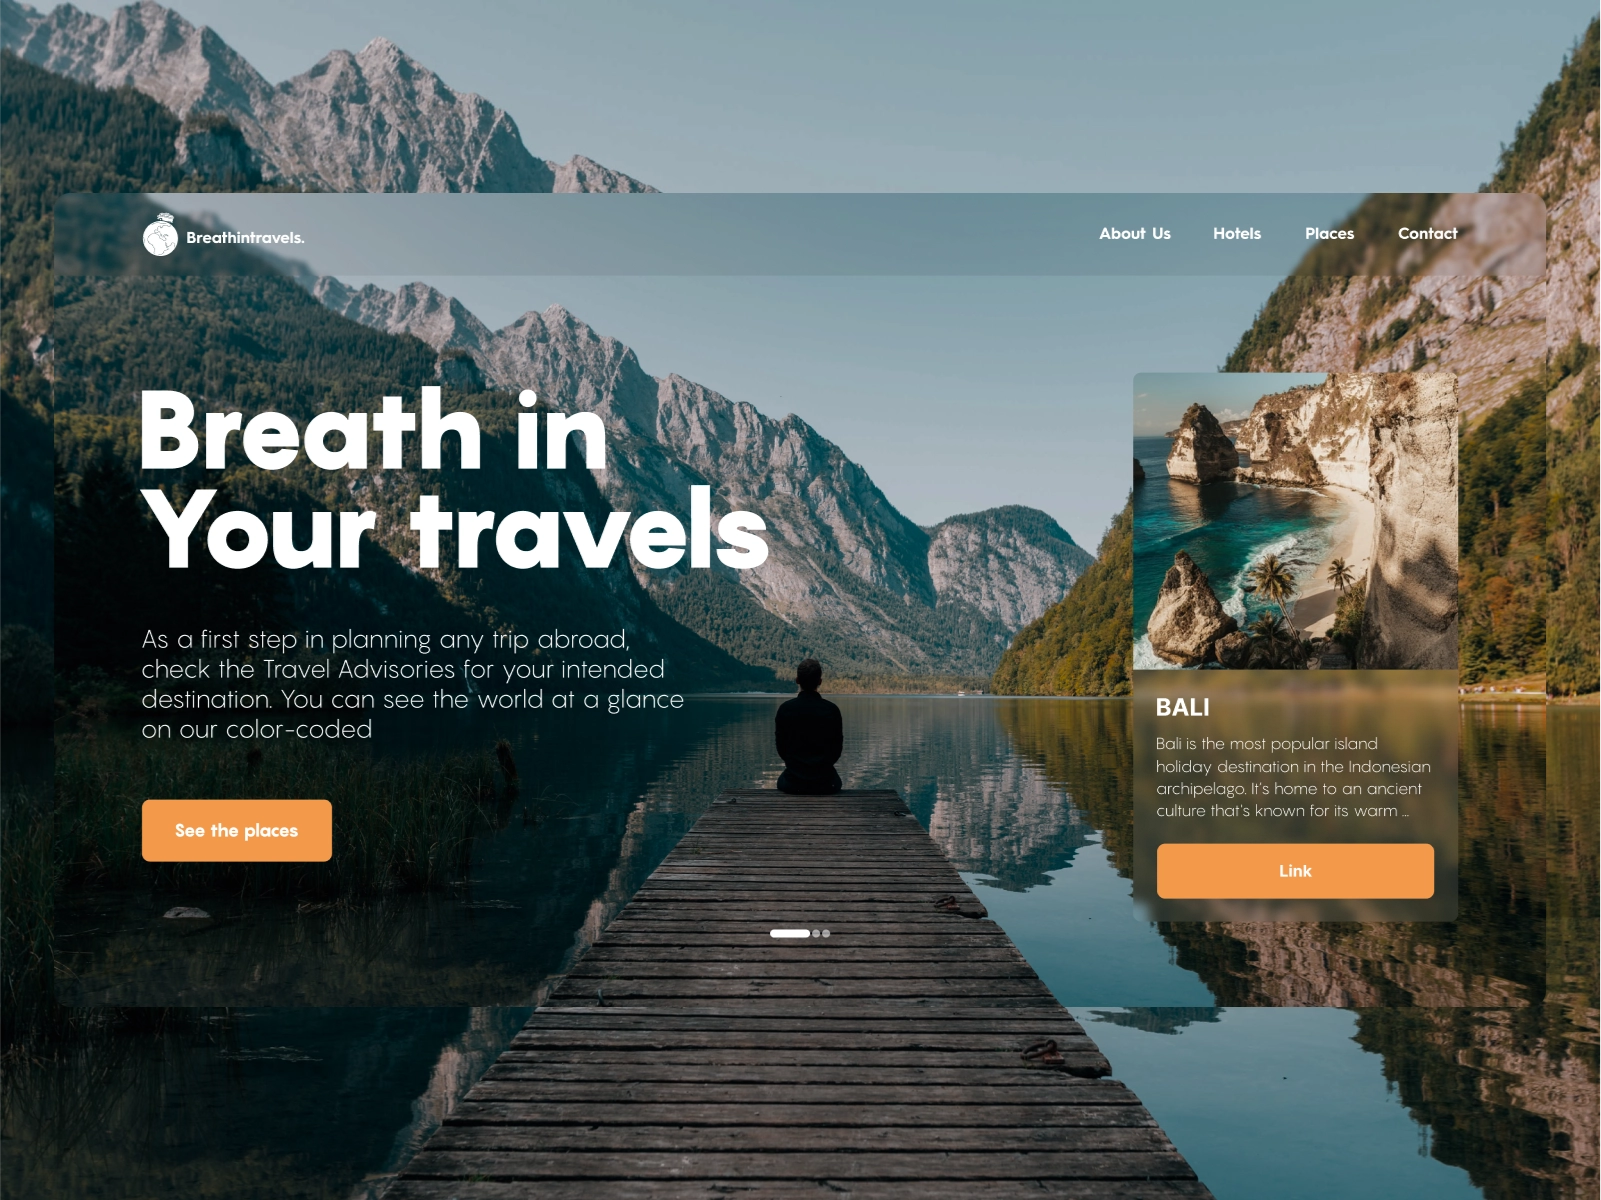 Breathintravels.
About Us
Hotels
Places
Contact
Breath in
Your travels
As a first step in planning any trip abroad,
check the Travel Advisories for your intended
destination. You can see the world at a glance
on our color-coded
See the places
BALI
Bali is the most popular island
holiday destination in the Indonesian
archipelago. It's home to an ancient
culture that's known for its warm ...
Link